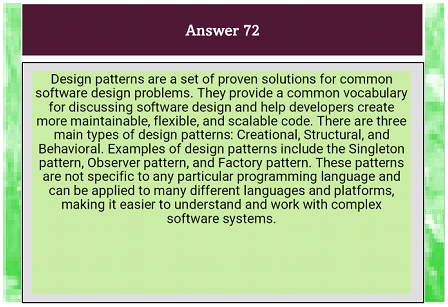 Answer 72
Design patterns are a set of proven solutions for common
software design problems. They provide a common vocabulary
for discussing software design and help developers create
more maintainable, flexible, and scalable code. There are three
main types of design patterns: Creational, Structural, and
Behavioral. Examples of design patterns include the Singleton
pattern, Observer pattern, and Factory pattern. These patterns
are not specific to any particular programming language and
can be applied to many different languages and platforms,
making it easier to understand and work with complex
software systems.